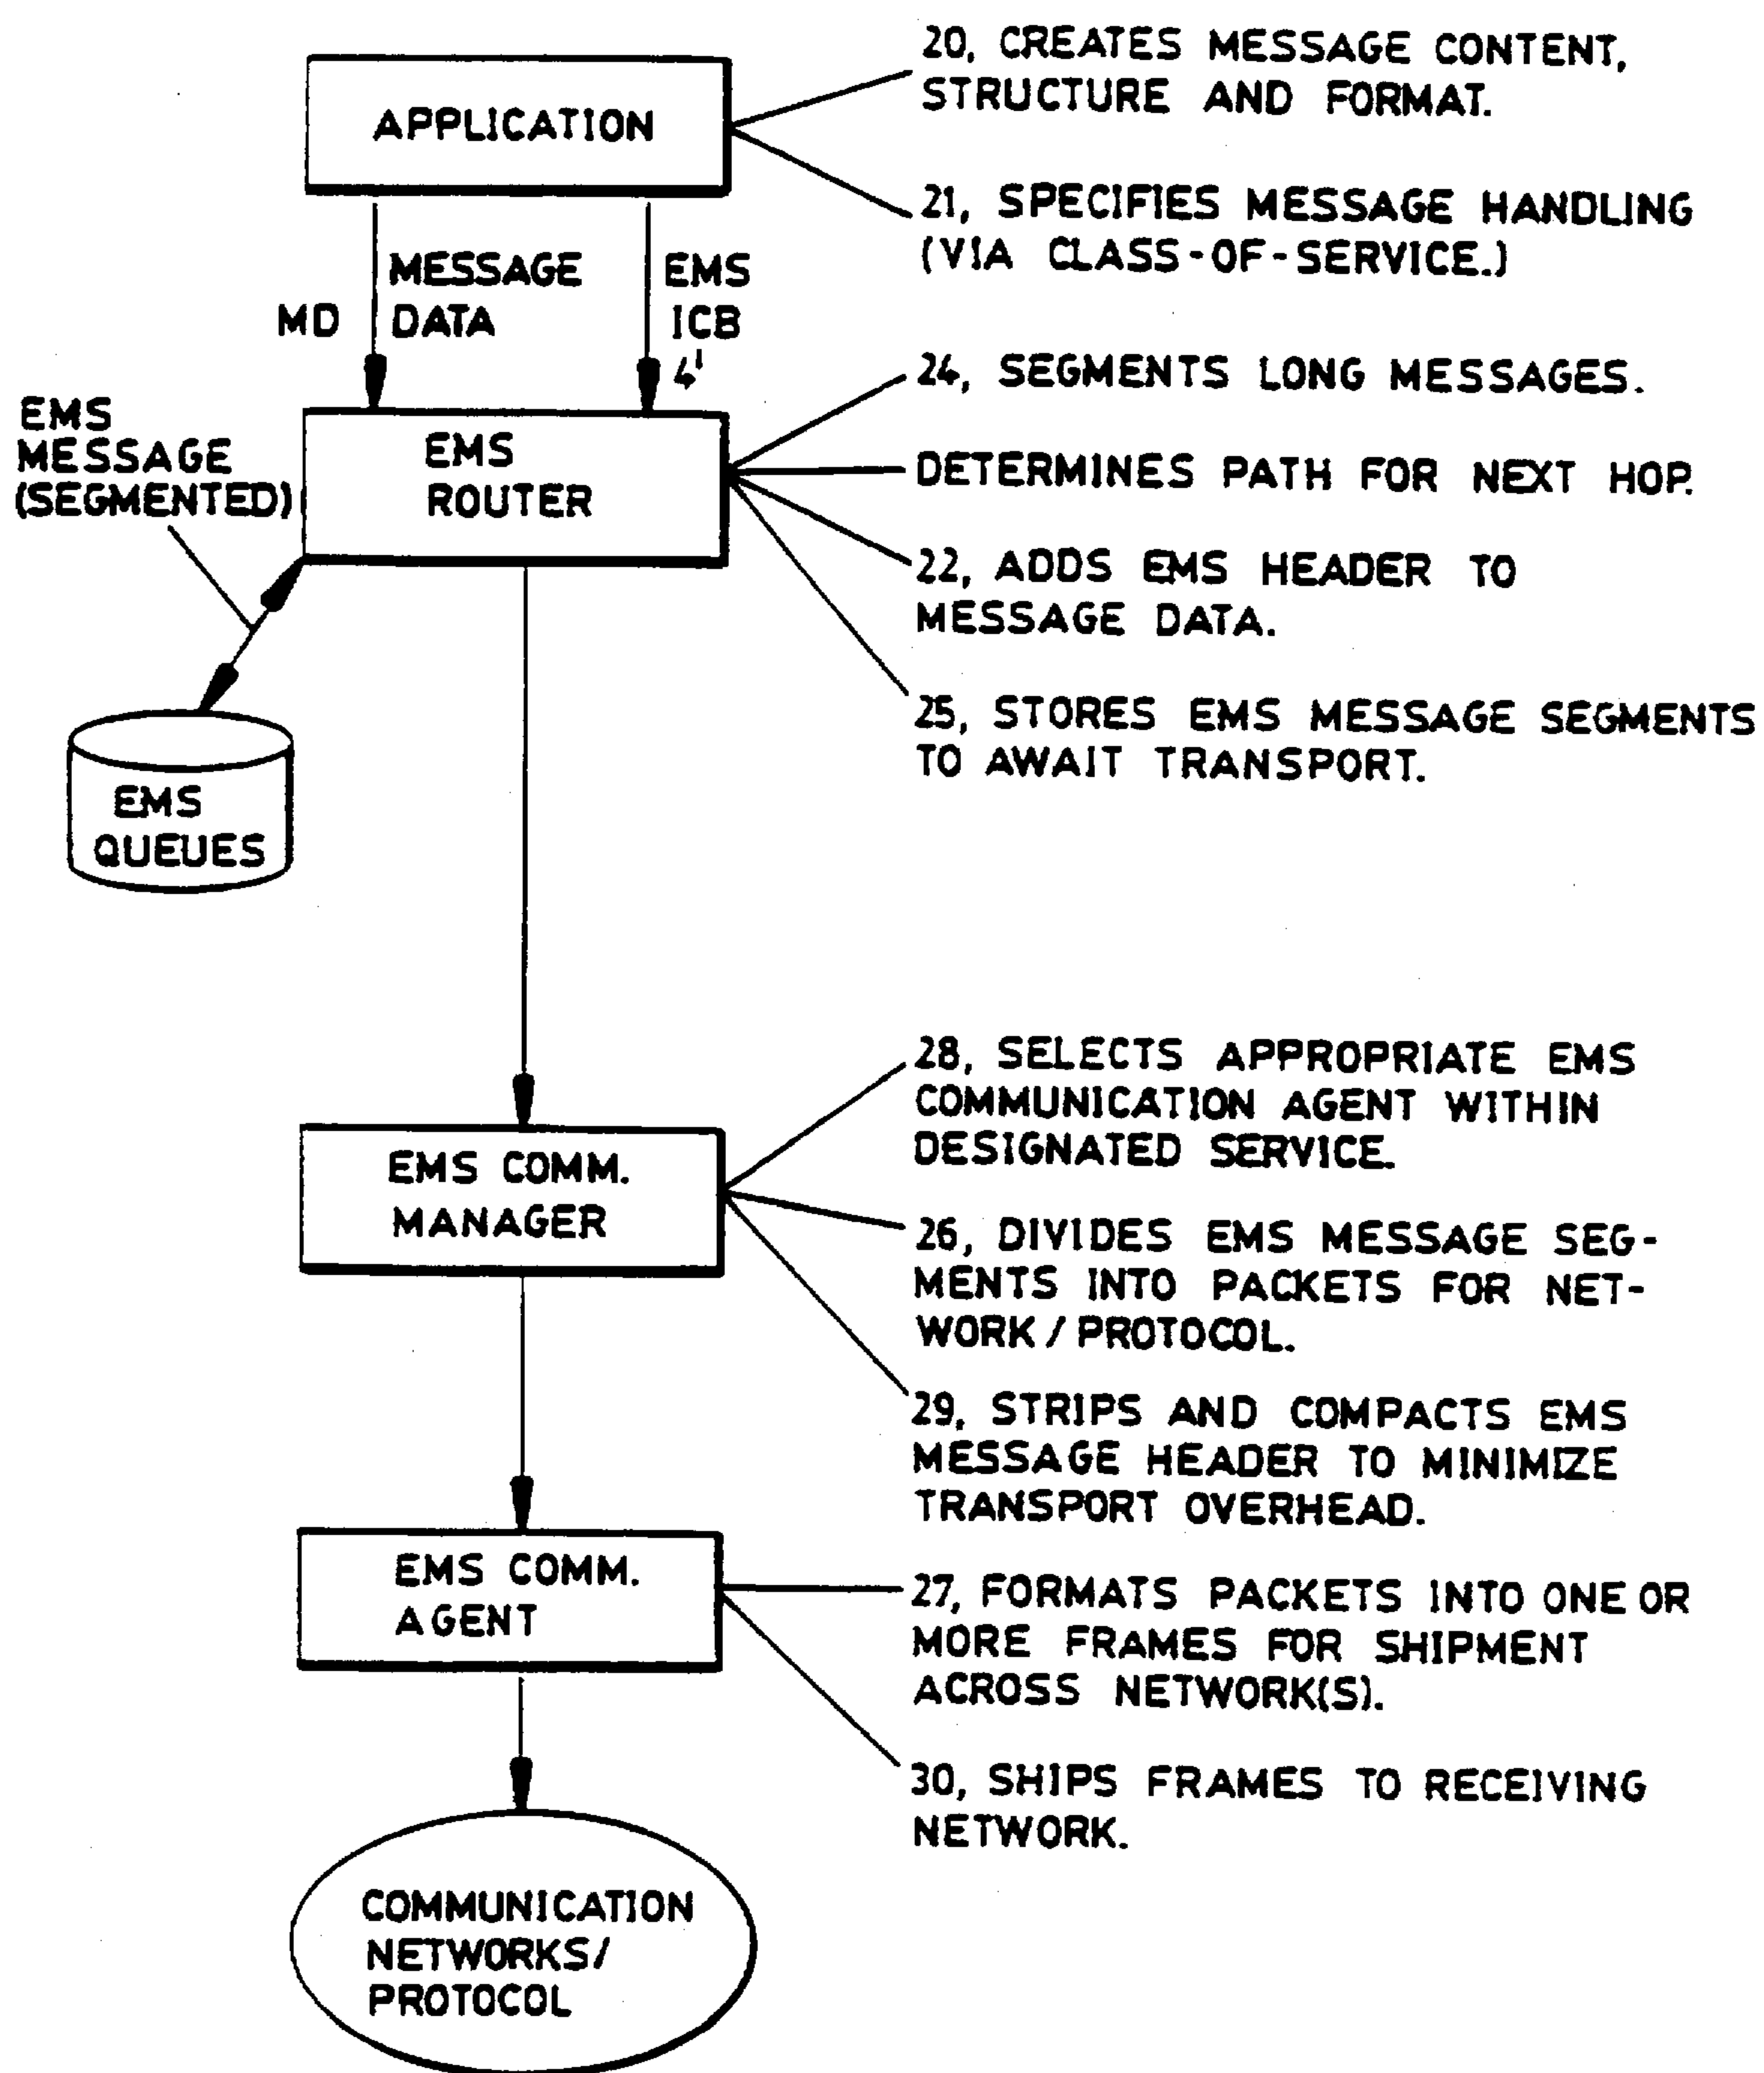 APPLICATION
20, CREATES MESSAGE CONTENT,
STRUCTURE AND FORMAT.
21, SPECIFIES MESSAGE HANDLING
(VIA CLASS-OF-SERVICE.)
MD
MESSAGE
DATA
EMS
ICB
4'
EMS
MESSAGE
(SEGMENTED)
EMS
ROUTER
24, SEGMENTS LONG MESSAGES.
DETERMINES PATH FOR NEXT HOP.
22, ADDS EMS HEADER TO
MESSAGE DATA.
25, STORES EMS MESSAGE SEGMENTS
TO AWAIT TRANSPORT.
EMS
QUEUES
EMS COMM.
MANAGER
28, SELECTS APPROPRIATE EMS
COMMUNICATION AGENT WITHIN
DESIGNATED SERVICE.
26, DIVIDES EMS MESSAGE SEG-
MENTS INTO PACKETS FOR NET-
WORK / PROTOCOL.
29, STRIPS AND COMPACTS EMS
MESSAGE HEADER TO MINIMIZE
TRANSPORT OVERHEAD.
EMS COMM.
AGENT
27, FORMATS PACKETS INTO ONE OR
MORE FRAMES FOR SHIPMENT
ACROSS NETWORK(S).
30, SHIPS FRAMES TO RECEIVING
NETWORK.
COMMUNICATION
NETWORKS/
PROTOCOL